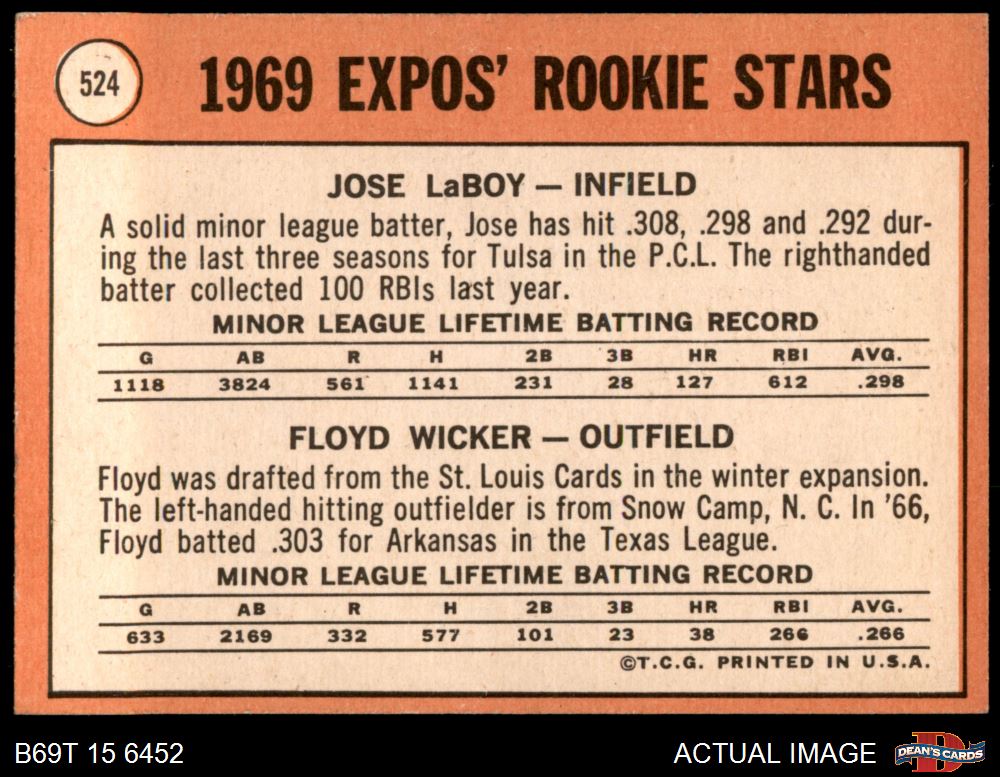 524
1969 EXPOS' ROOKIE STARS
JOSE LaBOY — INFIELD
A solid minor league batter, Jose has hit .308, .298 and .292 dur-
ing the last three seasons for Tulsa in the P.C.L. The righthanded
batter collected 100 RBIs last year.
MINOR LEAGUE LIFETIME BATTING RECORD
G AB R H 2B 3B HR RBI AVG.
1118 3824 561 1141 231 28 127 612 .298
FLOYD WICKER — OUTFIELD
Floyd was drafted from the St. Louis Cards in the winter expansion.
The left-handed hitting outfielder is from Snow Camp, N. C. In '66,
Floyd batted .303 for Arkansas in the Texas League.
MINOR LEAGUE LIFETIME BATTING RECORD
G AB R H 2B 3B HR RBI AVG.
633 2169 332 577 101 23 38 266 .266
©T.C.G. PRINTED IN U.S.A.
B69T 15 6452 ACTUAL IMAGE D DEAN'S CARDS